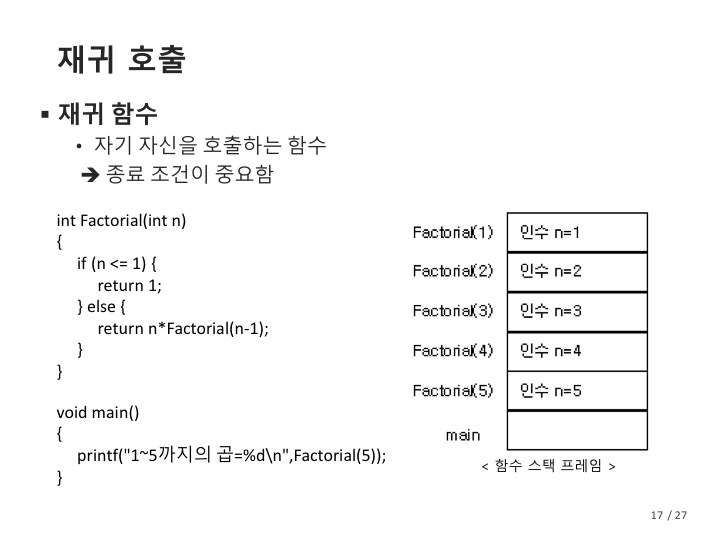 재귀 호출
▪ 재귀 함수
• 자기 자신을 호출하는 함수
➔ 종료 조건이 중요함
int Factorial(int n)
{
if (n <= 1) {
return 1;
} else {
return n*Factorial(n-1);
}
}
void main()
{
printf("1~5까지의 곱=%d\n",Factorial(5));
}
Factorial(1) 인수 n=1
Factorial(2) 인수 n=2
Factorial(3) 인수 n=3
Factorial(4) 인수 n=4
Factorial(5) 인수 n=5
main
< 함수 스택 프레임 >
17 / 27